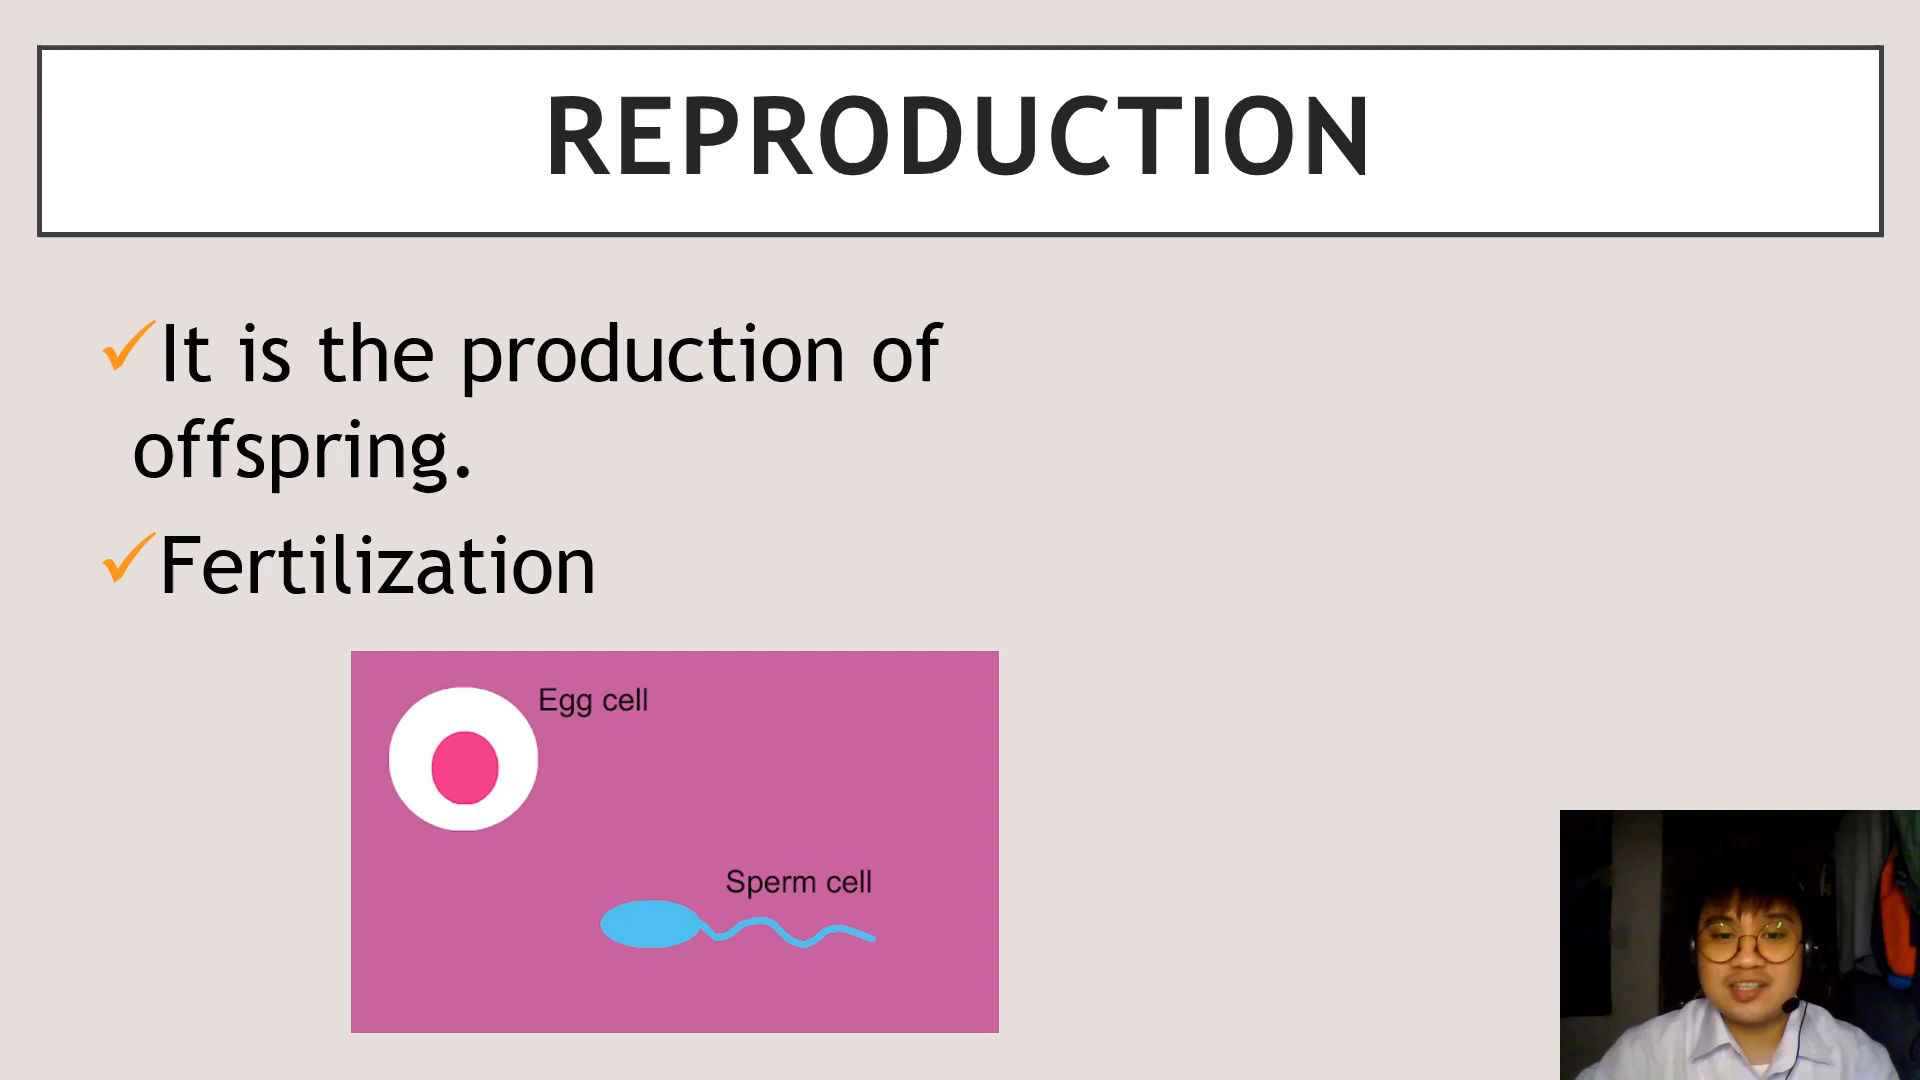 REPRODUCTION
✓It is the production of
offspring.
✓Fertilization
Egg cell
Sperm cell